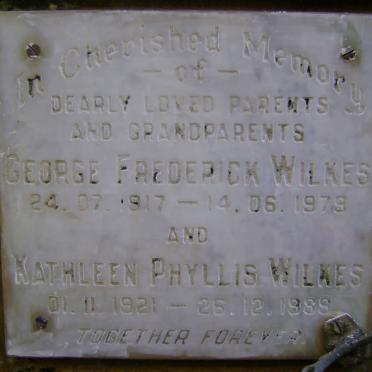 In Cherished Memory
— of —
DEARLY LOVED PARENTS
AND GRANDPARENTS
GEORGE FREDERICK WILKES
24.07.1917 — 14.06.1979
AND
KATHLEEN PHYLLIS WILKES
01.11.1921 — 26.12.1989
TOGETHER FOREVER